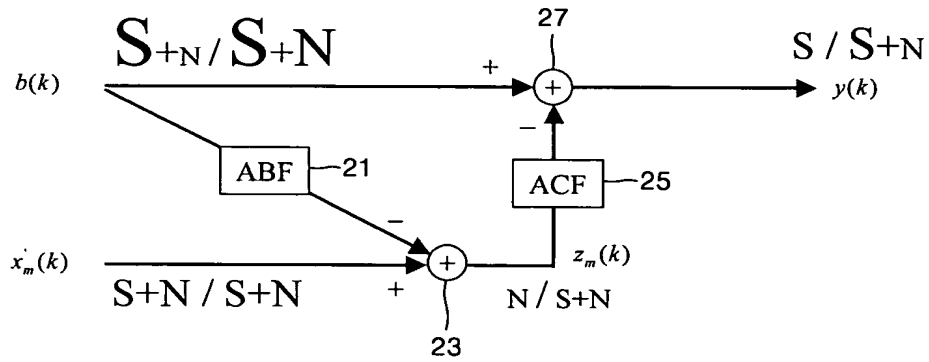 27
S+N / S+N
S / S+N
b(k)
+
+
y(k)
−
ABF
21
ACF
25
−
x'm(k)
+
zm(k)
S+N / S+N
+
N / S+N
23